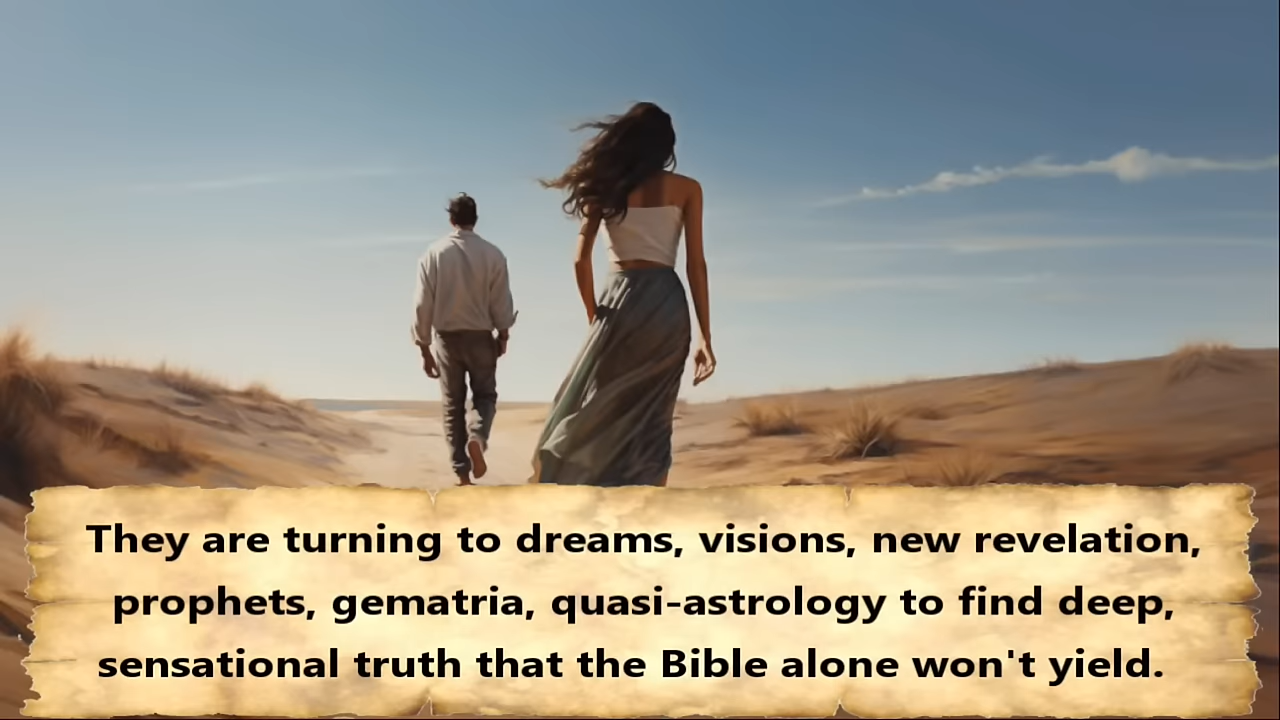 They are turning to dreams, visions, new revelation,
prophets, gematria, quasi-astrology to find deep,
sensational truth that the Bible alone won't yield.